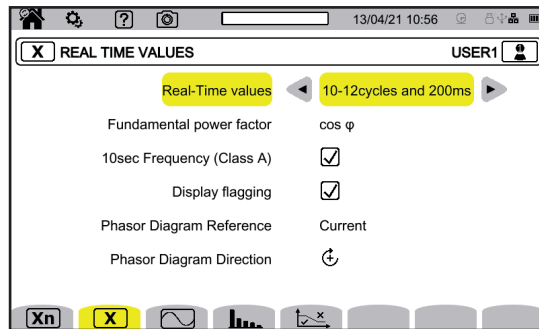 13/04/21 10:56
X REAL TIME VALUES USER1
Real-Time values 10-12cycles and 200ms
Fundamental power factor cos φ
10sec Frequency (Class A)
Display flagging
Phasor Diagram Reference Current
Phasor Diagram Direction
Xn X